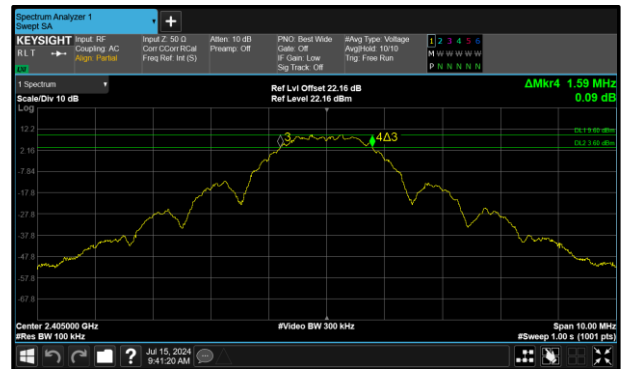 Spectrum Analyzer 1
Swept SA
+
KEYSIGHT
RLT
LXI
Input: RF
Coupling: AC
Align: Partial
Input Z: 50 Ω
Corr CCorr RCal
Freq Ref: Int (S)
Atten: 10 dB
Preamp: Off
PNO: Best Wide
Gate: Off
IF Gain: Low
Sig Track: Off
#Avg Type: Voltage
Avg|Hold: 10/10
Trig: Free Run
1 2 3 4 5 6
M W W W W W
P N N N N N
1 Spectrum
Scale/Div 10 dB
Log
Ref Lvl Offset 22.16 dB
Ref Level 22.16 dBm
ΔMkr4 1.59 MHz
0.09 dB
12.2
2.16
-7.84
-17.8
-27.8
-37.8
-47.8
-57.8
-67.8
3
4Δ3
DL1 9.60 dBm
DL2 3.60 dBm
Center 2.405000 GHz
#Res BW 100 kHz
#Video BW 300 kHz
Span 10.00 MHz
#Sweep 1.00 s (1001 pts)
?
Jul 15, 2024
9:41:20 AM